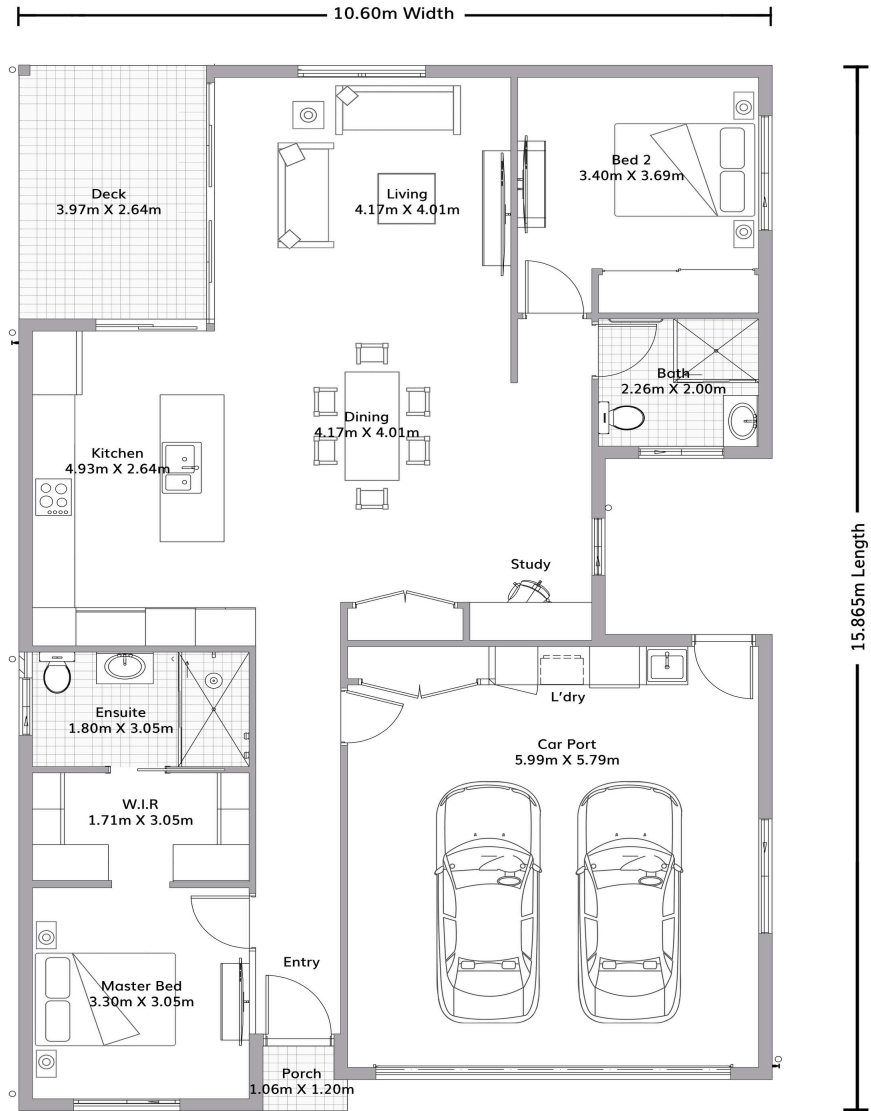 10.60m Width
Deck
3.97m X 2.64m
Living
4.17m X 4.01m
Bed 2
3.40m X 3.69m
Bath
2.26m X 2.00m
Dining
4.17m X 4.01m
Kitchen
4.93m X 2.64m
15.865m Length
Study
L'dry
Ensuite
1.80m X 3.05m
Car Port
5.99m X 5.79m
W.I.R
1.71m X 3.05m
Entry
Master Bed
3.30m X 3.05m
Porch
1.06m X 1.20m